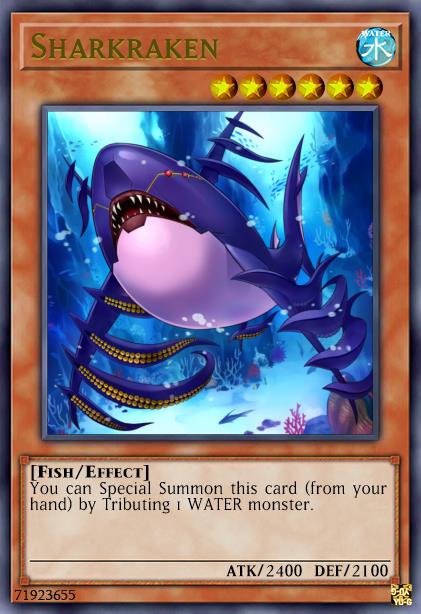 Sharkraken
WATER
水
[Fish/Effect]
You can Special Summon this card (from your
hand) by Tributing 1 WATER monster.
ATK/2400 DEF/2100
71923655